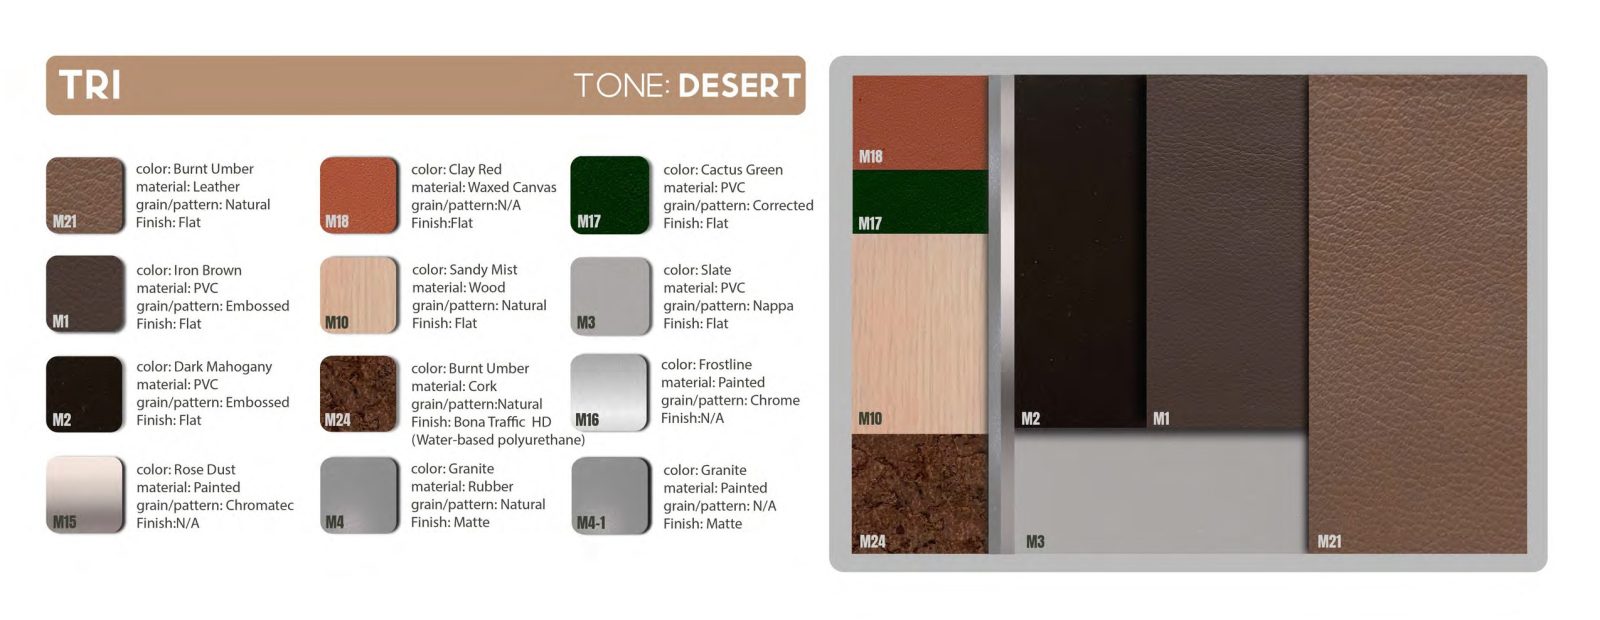 TRI
TONE: DESERT
M21
color: Burnt Umber
material: Leather
grain/pattern: Natural
Finish: Flat
M18
color: Clay Red
material: Waxed Canvas
grain/pattern:N/A
Finish:Flat
M17
color: Cactus Green
material: PVC
grain/pattern: Corrected
Finish: Flat
M1
color: Iron Brown
material: PVC
grain/pattern: Embossed
Finish: Flat
M10
color: Sandy Mist
material: Wood
grain/pattern: Natural
Finish: Flat
M3
color: Slate
material: PVC
grain/pattern: Nappa
Finish: Flat
M2
color: Dark Mahogany
material: PVC
grain/pattern: Embossed
Finish: Flat
M24
color: Burnt Umber
material: Cork
grain/pattern:Natural
Finish: Bona Traffic HD
(Water-based polyurethane)
M16
color: Frostline
material: Painted
grain/pattern: Chrome
Finish:N/A
M15
color: Rose Dust
material: Painted
grain/pattern: Chromatec
Finish:N/A
M4
color: Granite
material: Rubber
grain/pattern: Natural
Finish: Matte
M4-1
color: Granite
material: Painted
grain/pattern: N/A
Finish: Matte
M18
M17
M10
M24
M2
M1
M3
M21